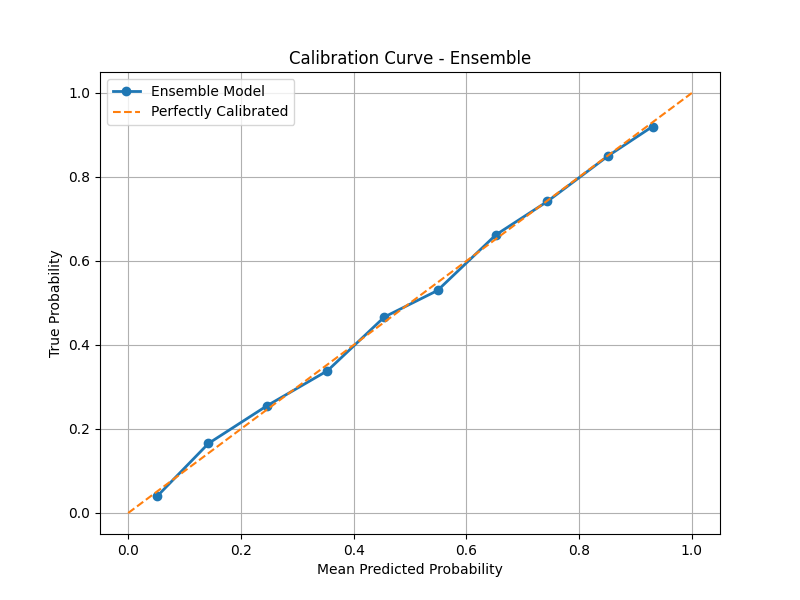 Calibration Curve - Ensemble
Ensemble Model
Perfectly Calibrated
1.0
0.8
0.6
0.4
0.2
0.0
True Probability
0.0 0.2 0.4 0.6 0.8 1.0
Mean Predicted Probability